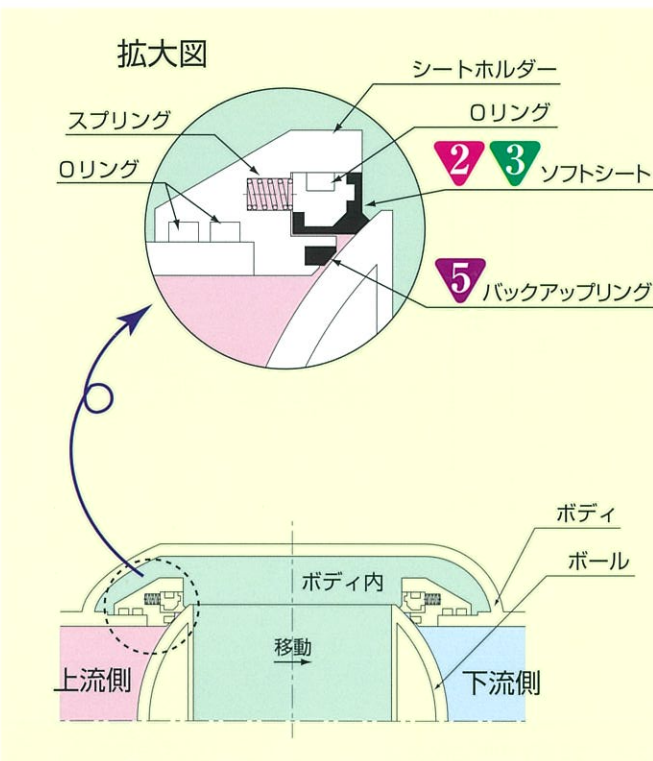 拡大図
シートホルダー
Oリング
スプリング
Oリング
2 3 ソフトシート
5 バックアップリング
ボディ
ボール
ボディ内
移動
上流側
下流側